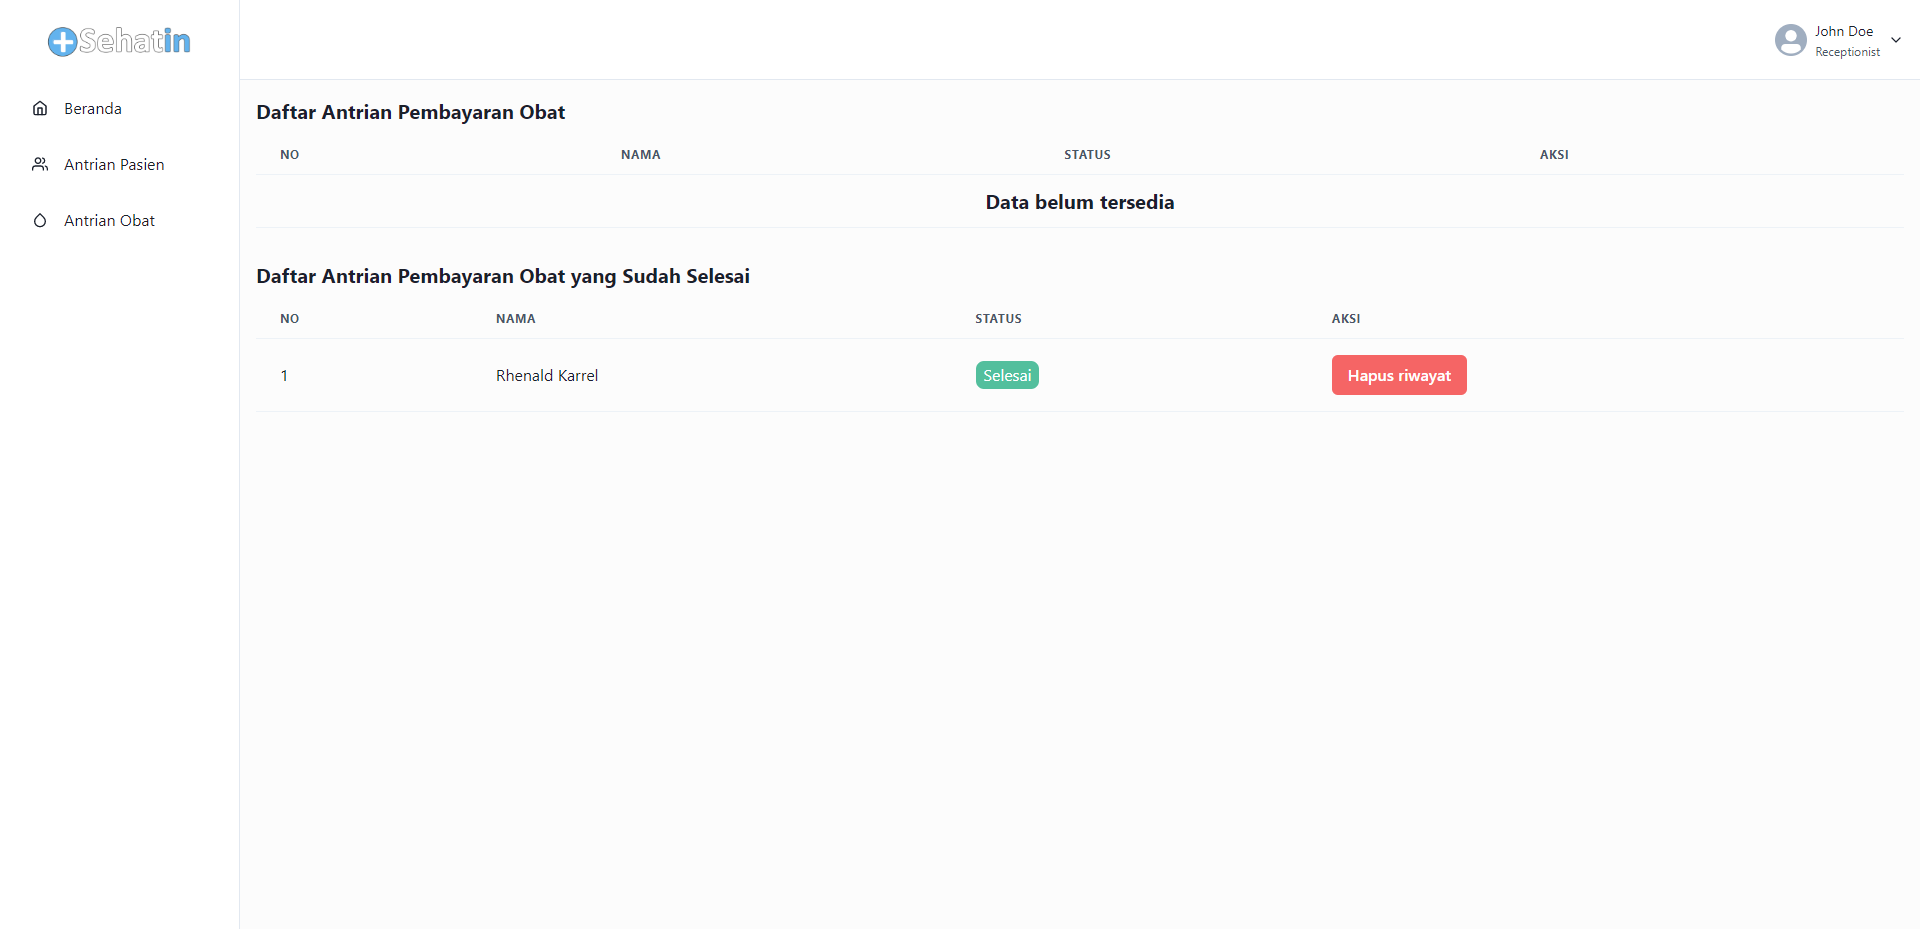 Sehatin
John Doe
Receptionist
Beranda
Antrian Pasien
Antrian Obat
Daftar Antrian Pembayaran Obat
NO NAMA STATUS AKSI
Data belum tersedia
Daftar Antrian Pembayaran Obat yang Sudah Selesai
NO NAMA STATUS AKSI
1 Rhenald Karrel Selesai Hapus riwayat